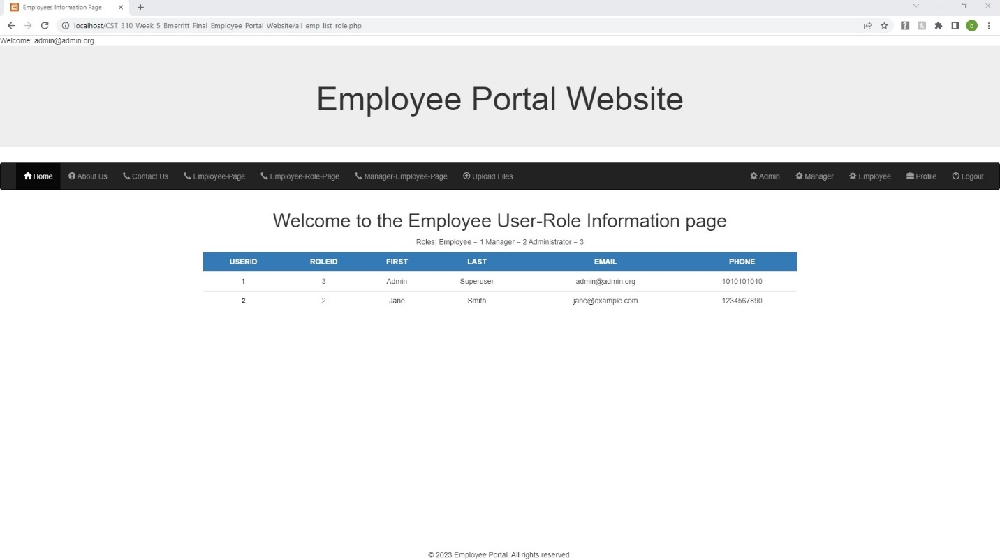 Employees Information Page
localhost/CST_310_Week_5_Bmerritt_Final_Employee_Portal_Website/all_emp_list_role.php
b
Welcome: admin@admin.org
Employee Portal Website
Home About Us Contact Us Employee-Page Employee-Role-Page Manager-Employee-Page Upload Files Admin Manager Employee Profile Logout
Welcome to the Employee User-Role Information page
Roles: Employee = 1 Manager = 2 Administrator = 3
USERID ROLEID FIRST LAST EMAIL PHONE
1 3 Admin Superuser admin@admin.org 1010101010
2 2 Jane Smith jane@example.com 1234567890
© 2023 Employee Portal. All rights reserved.